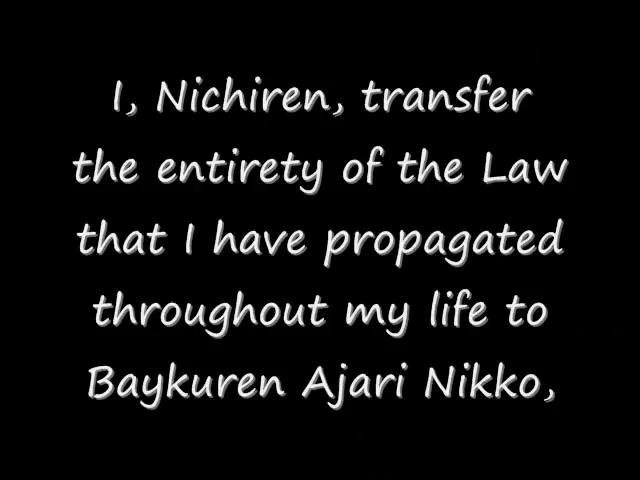 I, Nichiren, transfer
the entirety of the Law
that I have propagated
throughout my life to
Baykuren Ajari Nikko,